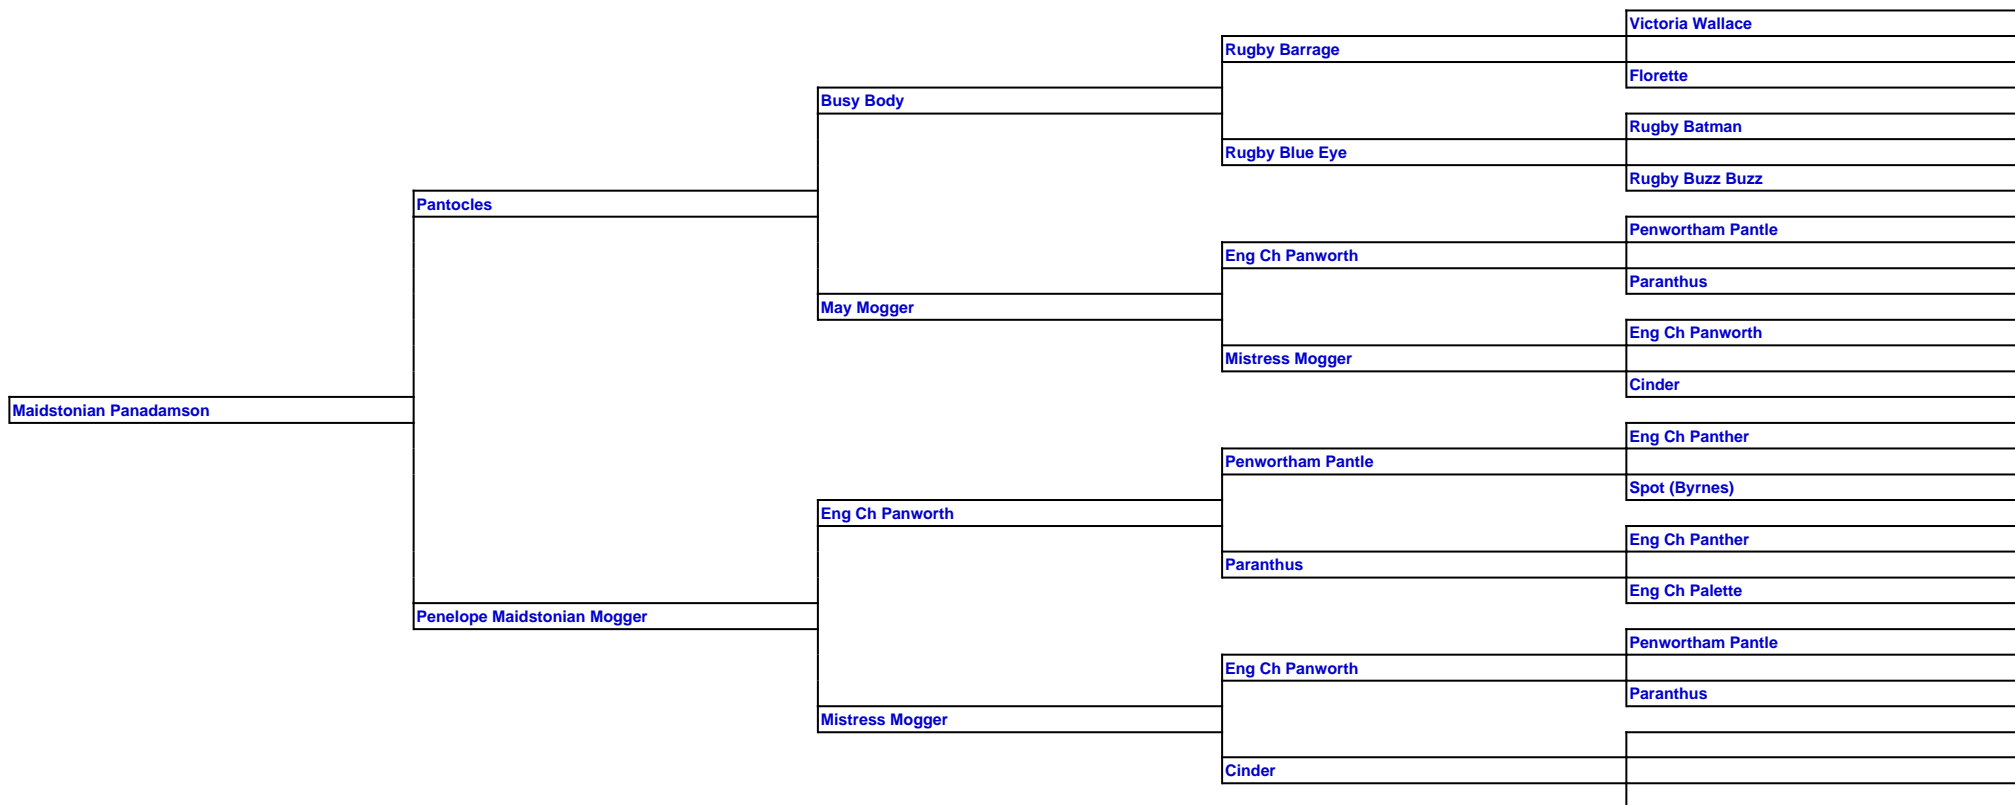 Victoria Wallace
Rugby Barrage
Florette
Busy Body
Rugby Batman
Rugby Blue Eye
Rugby Buzz Buzz
Pantocles
Penwortham Pantle
Eng Ch Panworth
Paranthus
May Mogger
Eng Ch Panworth
Mistress Mogger
Cinder
Maidstonian Panadamson
Eng Ch Panther
Penwortham Pantle
Spot (Byrnes)
Eng Ch Panworth
Eng Ch Panther
Paranthus
Eng Ch Palette
Penelope Maidstonian Mogger
Penwortham Pantle
Eng Ch Panworth
Paranthus
Mistress Mogger
Cinder